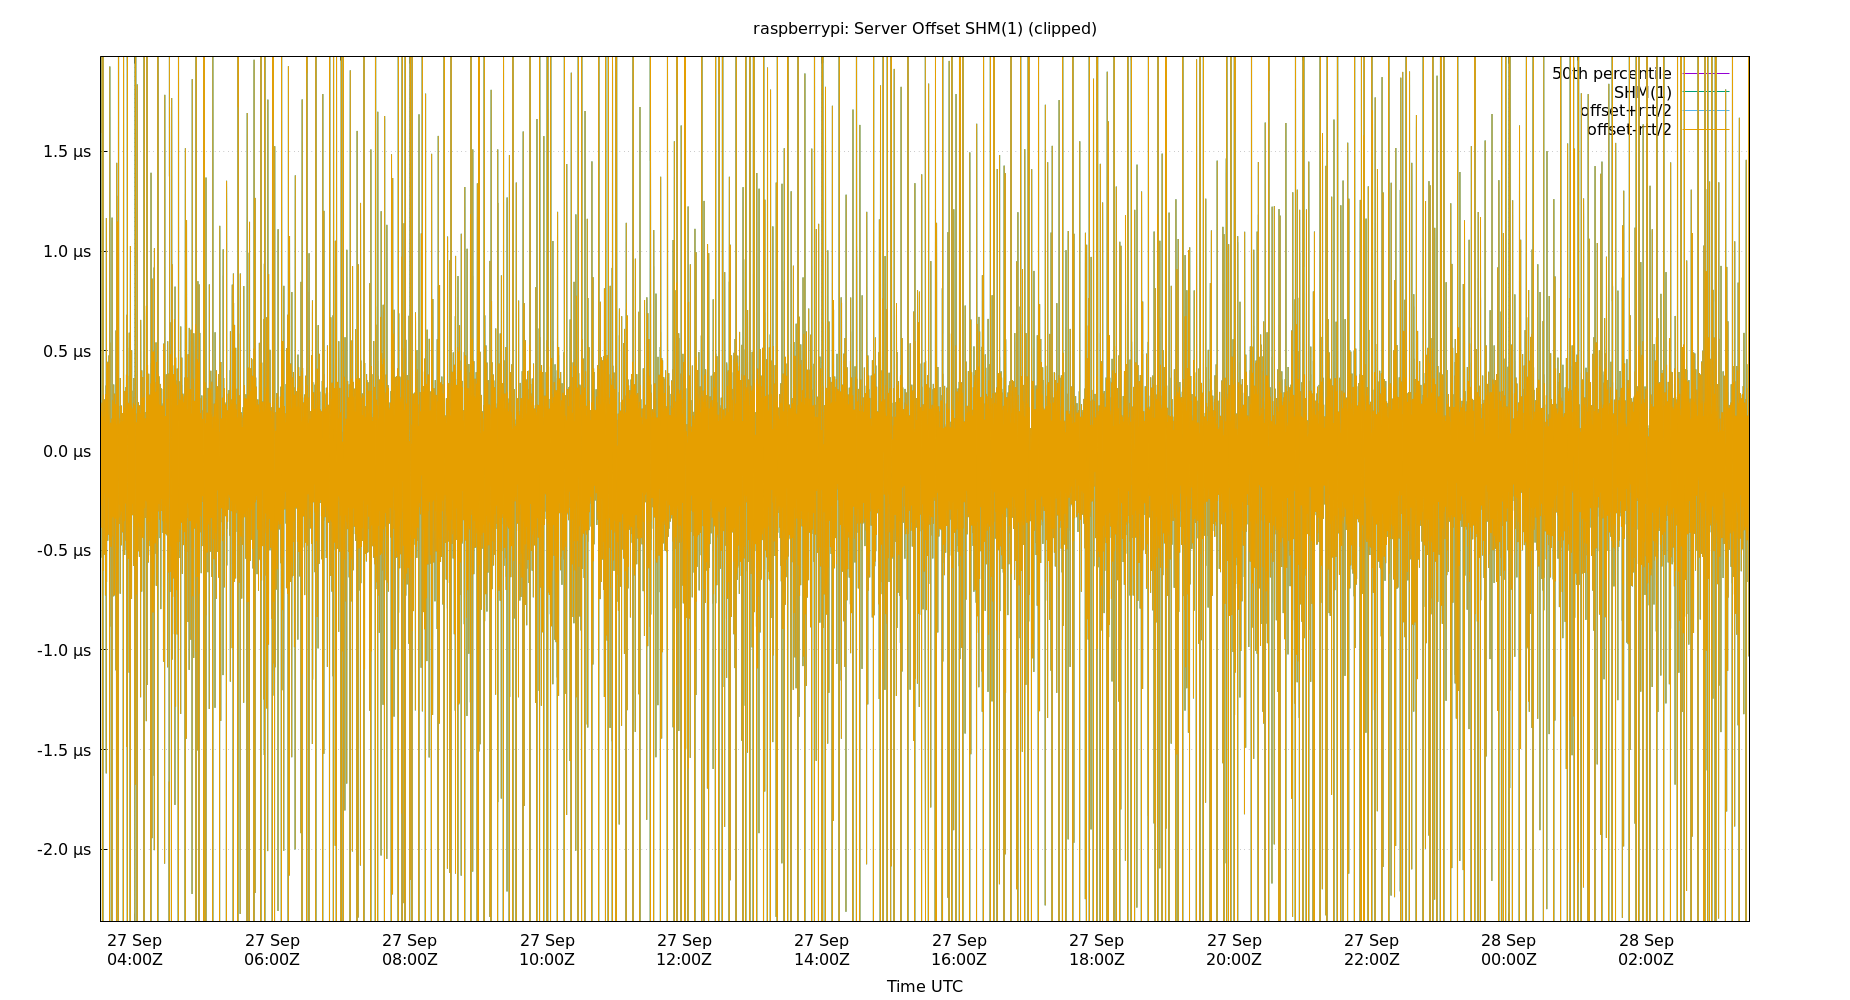 raspberrypi: Server Offset SHM(1) (clipped)
50th percentile
SHM(1)
offset+rtt/2
offset-rtt/2
1.5 µs
1.0 µs
0.5 µs
0.0 µs
-0.5 µs
-1.0 µs
-1.5 µs
-2.0 µs
27 Sep 27 Sep 27 Sep 27 Sep 27 Sep 27 Sep 27 Sep 27 Sep 27 Sep 27 Sep 28 Sep 28 Sep
04:00Z 06:00Z 08:00Z 10:00Z 12:00Z 14:00Z 16:00Z 18:00Z 20:00Z 22:00Z 00:00Z 02:00Z
Time UTC